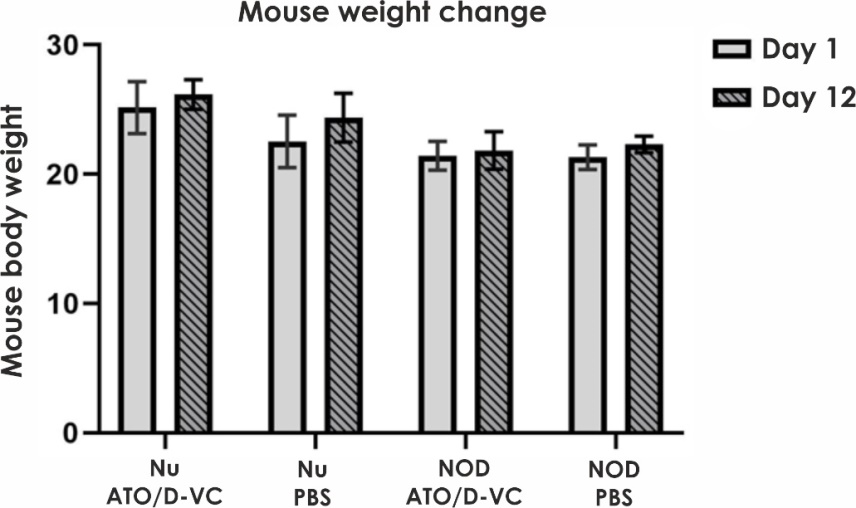 Mouse weight change
Mouse body weight
30
20
10
0
Day 1
Day 12
Nu
ATO/D-VC
Nu
PBS
NOD
ATO/D-VC
NOD
PBS